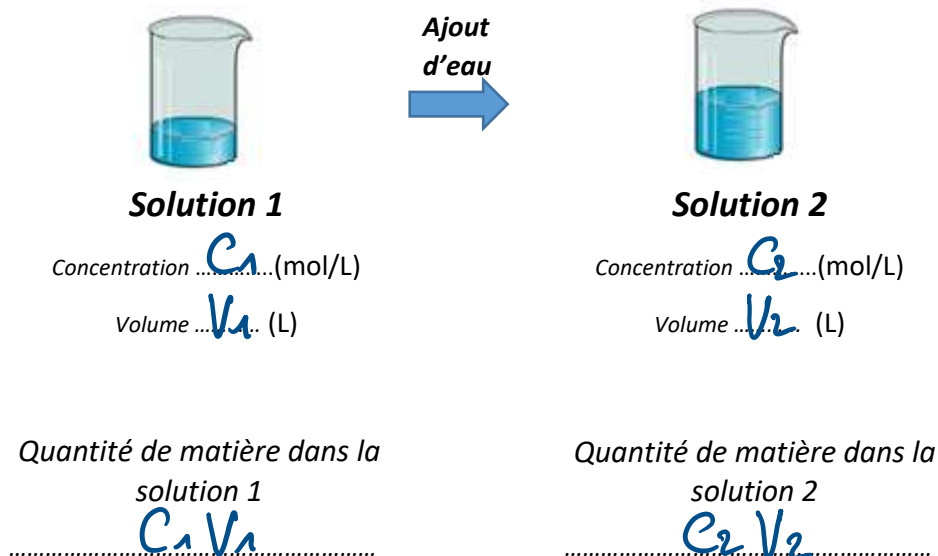 Ajout
d'eau
Solution 1
Solution 2
Concentration ....C1....(mol/L)
Concentration ....C2....(mol/L)
Volume ....V1.... (L)
Volume ....V2.... (L)
Quantité de matière dans la
solution 1
C1 V1
Quantité de matière dans la
solution 2
C2 V2